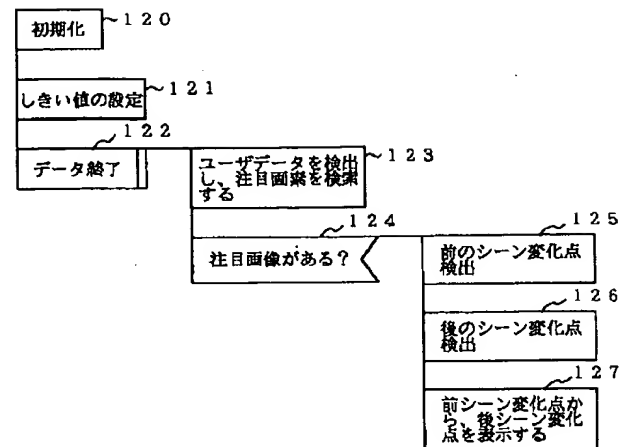 初期化
120
しきい値の設定
121
122
データ終了
ユーザデータを検出
し、注目画素を検索
する
123
124
注目画像がある？
125
前のシーン変化点
検出
126
後のシーン変化点
検出
127
前シーン変化点か
ら、後シーン変化
点を表示する